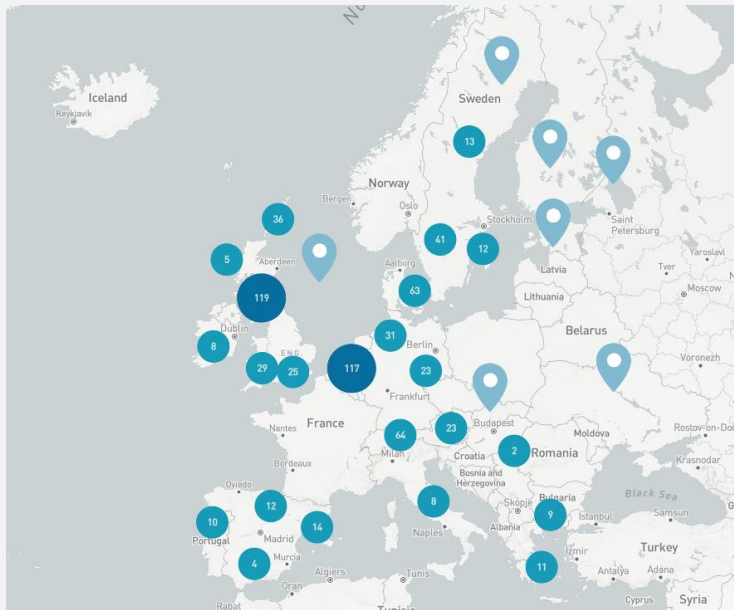 No
Iceland
Reykjavik
Sweden
13
Norway
Bergen
Oslo
Stockholm
Saint
Petersburg
36
41
12
5
Aberdeen
Aalborg
Latvia
Yaroslavl
Tver
Moscow
63
Lithuania
119
Dublin
8
31
Berlin
Belarus
Voronezh
ENG.
29
25
117
23
Frankfurt
France
Nantes
64
23
Budapest
Moldova
Rostov-on-Do
Milan
Croatia
2
Romania
Krasnodar
Bordeaux
Bosnia and
Herzegovina
Oviedo
12
8
Skopje
Bulgaria
Black Sea
10
Portugal
Madrid
14
Naples
Albania
9
Istanbul
Samsun
Murcia
4
11
Izmir
Turkey
Antalya
Adana
Oran
Algiers
Tunis
Rabat
Tunisia
Cyprus
Syria